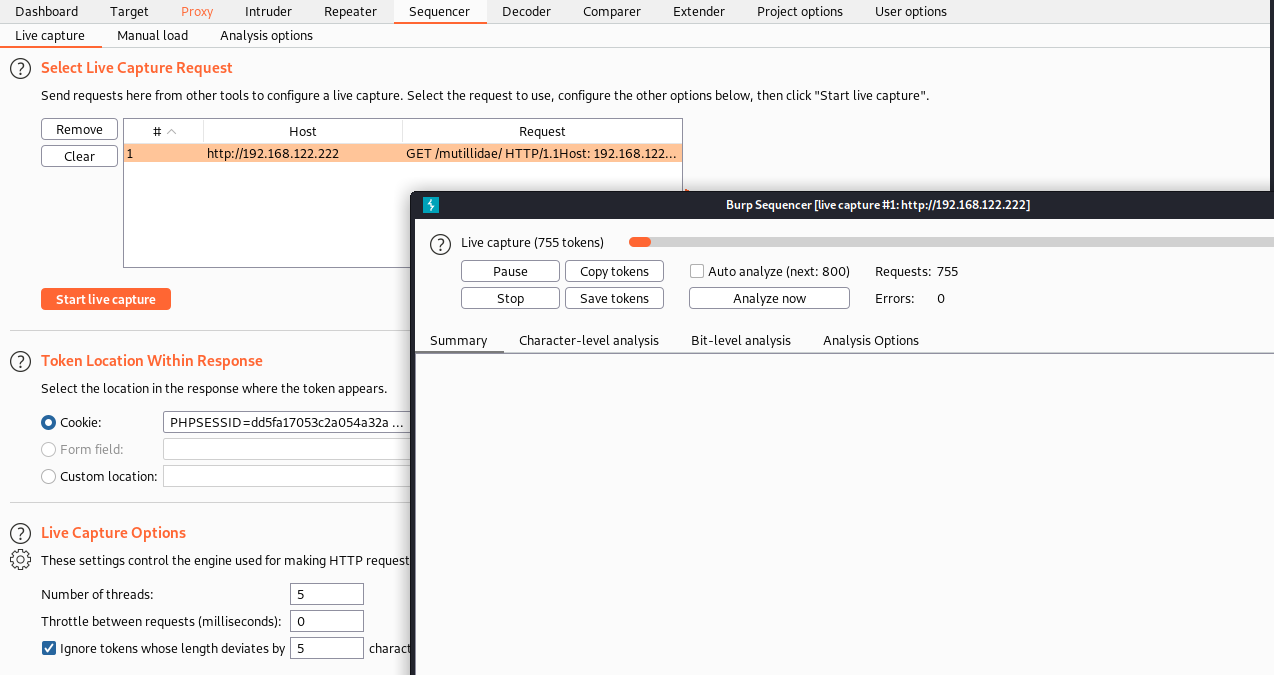 Dashboard Target Proxy Intruder Repeater Sequencer Decoder Comparer Extender Project options User options
Live capture Manual load Analysis options
? Select Live Capture Request
Send requests here from other tools to configure a live capture. Select the request to use, configure the other options below, then click "Start live capture".
Remove # Host Request
Clear 1 http://192.168.122.222 GET /mutillidae/ HTTP/1.1Host: 192.168.122...
Burp Sequencer [live capture #1: http://192.168.122.222]
? Live capture (755 tokens)
Pause Copy tokens Auto analyze (next: 800) Requests: 755
Stop Save tokens Analyze now Errors: 0
Summary Character-level analysis Bit-level analysis Analysis Options
Start live capture
? Token Location Within Response
Select the location in the response where the token appears.
Cookie: PHPSESSID=dd5fa17053c2a054a32a ...
Form field:
Custom location:
? Live Capture Options
These settings control the engine used for making HTTP request
Number of threads: 5
Throttle between requests (milliseconds): 0
Ignore tokens whose length deviates by 5 charact